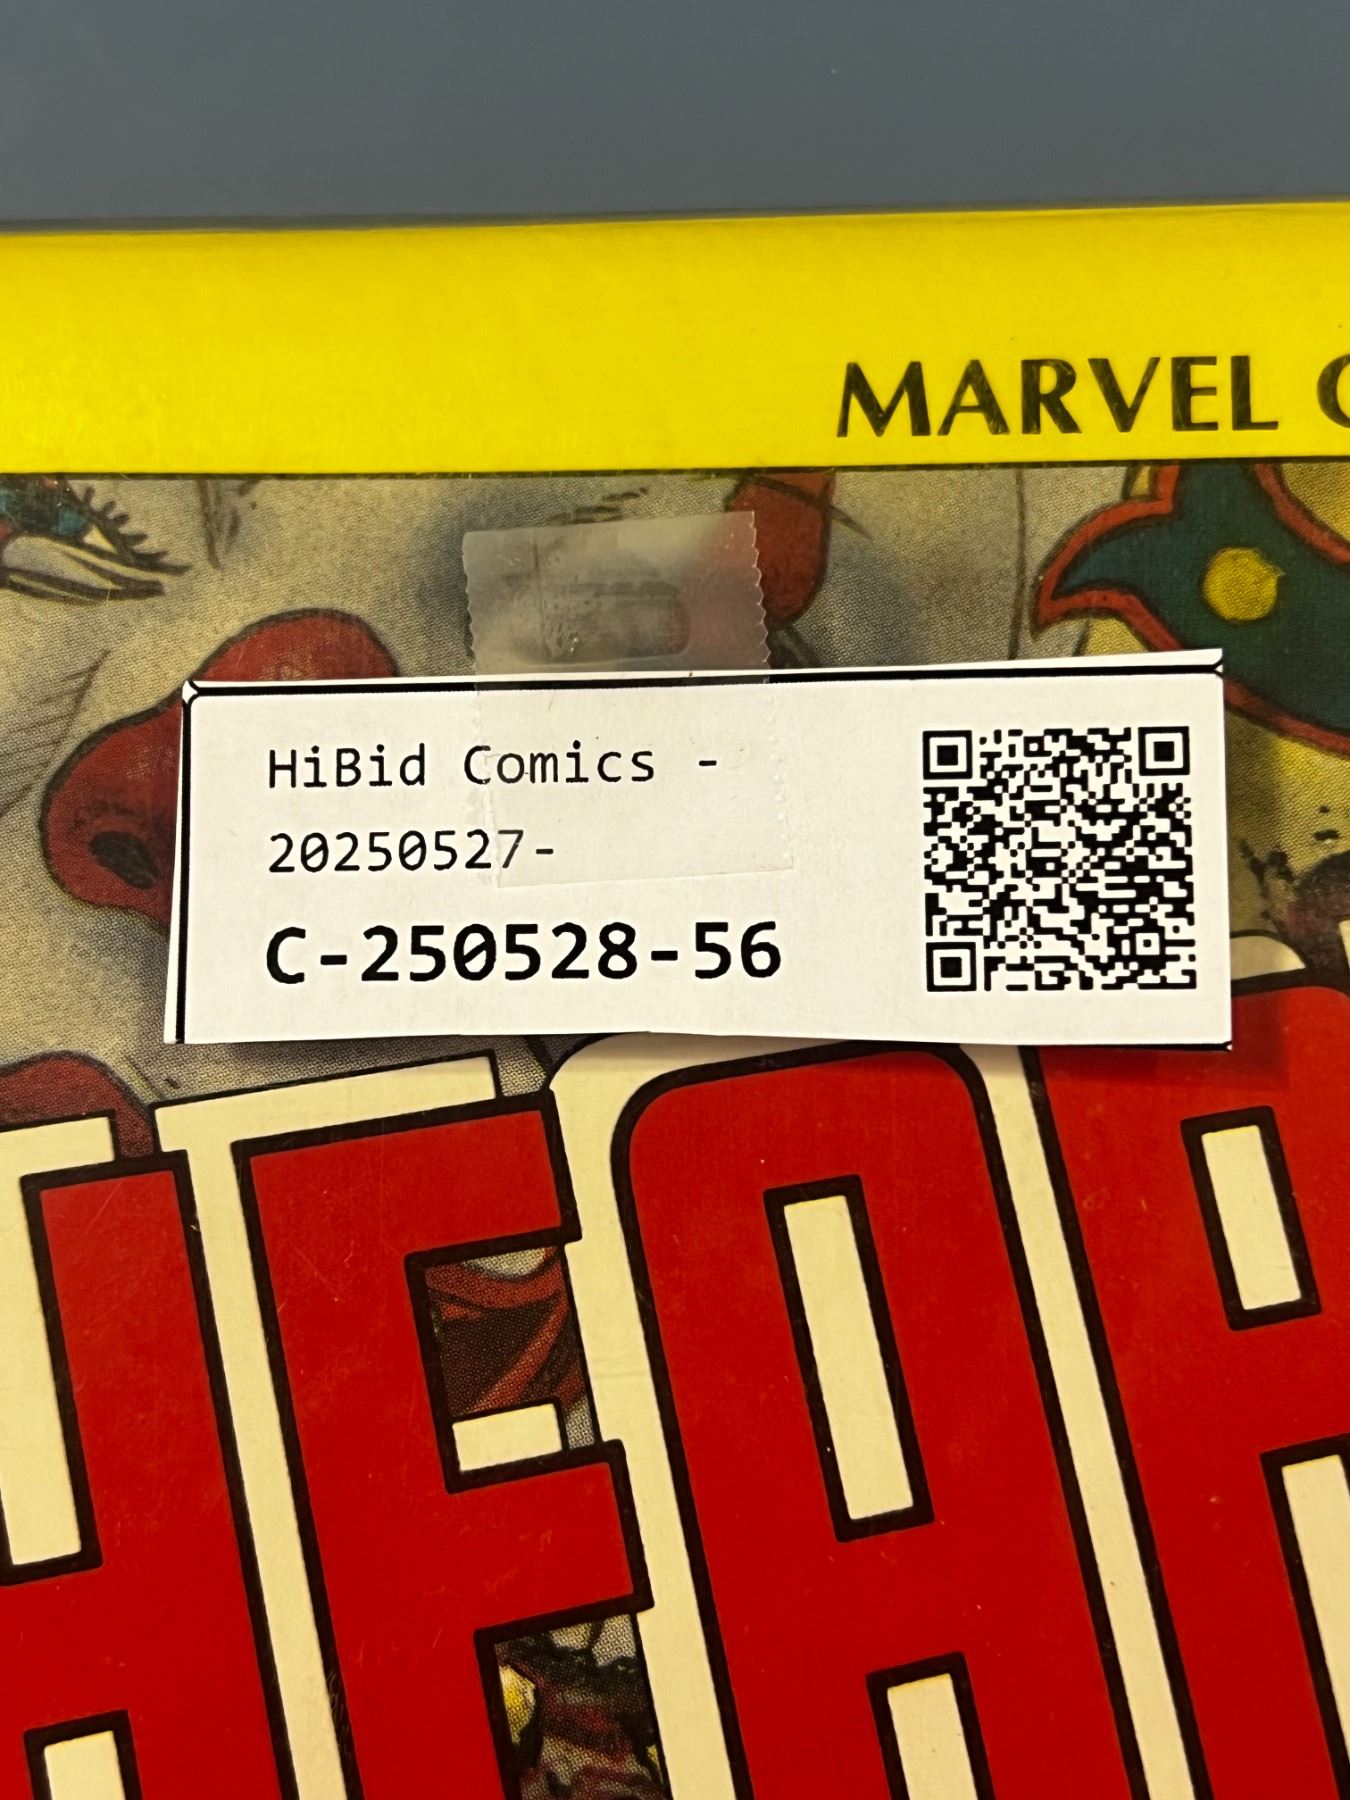 MARVEL
HiBid Comics -
20250527-
C-250528-56